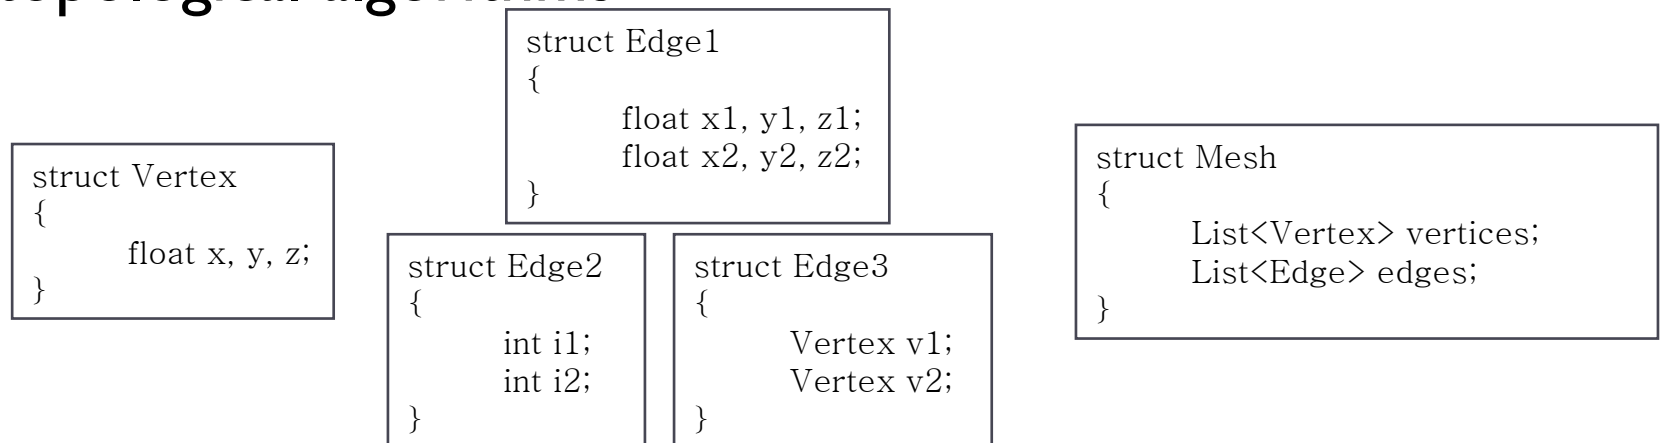 struct Edge1
{
float x1, y1, z1;
float x2, y2, z2;
}
struct Vertex
{
float x, y, z;
}
struct Edge2
{
int i1;
int i2;
}
struct Edge3
{
Vertex v1;
Vertex v2;
}
struct Mesh
{
List<Vertex> vertices;
List<Edge> edges;
}